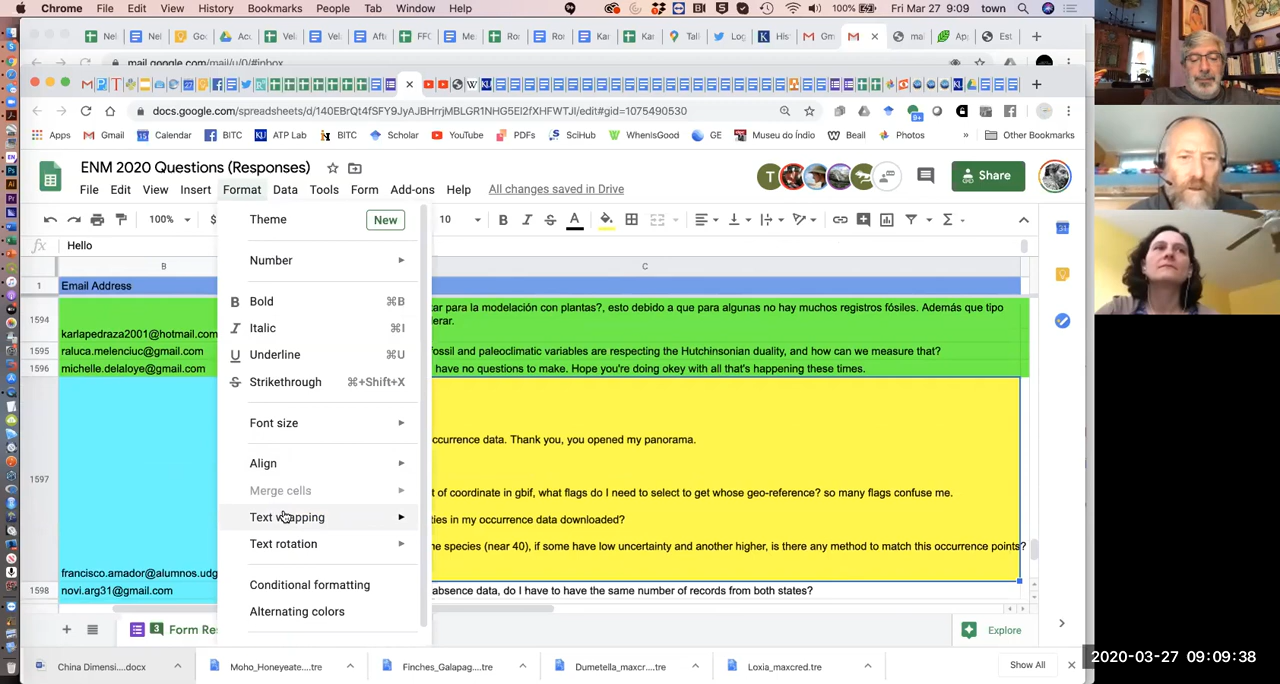 Chrome File Edit View History Bookmarks People Tab Window Help 100% Fri Mar 27 9:09 town
mail.google.com/mail/u/0/#inbox
docs.google.com/spreadsheets/d/140EBrQt4fSFY9JyAJBHrrjMBLGR1NHG5EI2fXHFWTJI/edit#gid=1075490530
Apps Gmail Calendar BITC ATP Lab BITC Scholar YouTube PDFs SciHub WhenIsGood GE Museu do Índio Beall Photos » Other Bookmarks
ENM 2020 Questions (Responses)
Share
File Edit View Insert Format Data Tools Form Add-ons Help All changes saved in Drive
100% $ 10
fx Hello
B C
1 Email Address
1594 karlapedraza2001@hotmail.com
ar para la modelación con plantas?, esto debido a que para algunas no hay muchos registros fósiles. Además que tipo
erar.
1595 raluca.melenciuc@gmail.com ossil and paleoclimatic variables are respecting the Hutchinsonian duality, and how can we measure that?
1596 michelle.delaloye@gmail.com have no questions to make. Hope you're doing okey with all that's happening these times.
1597 francisco.amador@alumnos.udg
ccurrence data. Thank you, you opened my panorama.
t of coordinate in gbif, what flags do I need to select to get whose geo-reference? so many flags confuse me.
ties in my occurrence data downloaded?
e species (near 40), if some have low uncertainty and another higher, is there any method to match this occurrence points?
1598 novi.arg31@gmail.com absence data, do I have to have the same number of records from both states?
Theme New
Number
B Bold ⌘B
I Italic ⌘I
U Underline ⌘U
S Strikethrough ⌘+Shift+X
Font size
Align
Merge cells
Text wrapping
Text rotation
Conditional formatting
Alternating colors
3 Form Res
Explore
China Dimensi....docx Moho_Honeyeate....tre Finches_Galapag....tre Dumetella_maxcr....tre Loxia_maxcred.tre Show All
2020-03-27 09:09:38